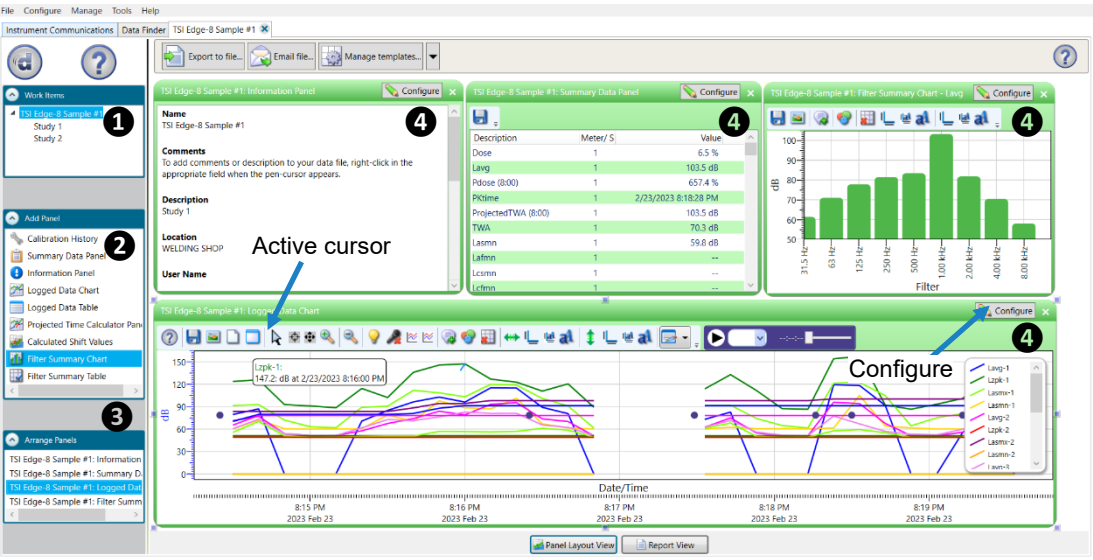 File Configure Manage Tools Help
Instrument Communications Data Finder TSI Edge-8 Sample #1
Export to file... Email file... Manage templates...
Work Items
TSI Edge-8 Sample #1
Study 1
Study 2
1
Add Panel
Calibration History
Summary Data Panel
Information Panel
Logged Data Chart
Logged Data Table
Projected Time Calculator Pan
Calculated Shift Values
Filter Summary Chart
Filter Summary Table
2
3
Arrange Panels
TSI Edge-8 Sample #1: Information
TSI Edge-8 Sample #1: Summary D
TSI Edge-8 Sample #1: Logged Dat
TSI Edge-8 Sample #1: Filter Summ
TSI Edge-8 Sample #1: Information Panel Configure
4
Name
TSI Edge-8 Sample #1
Comments
To add comments or description to your data file, right-click in the
appropriate field when the pen-cursor appears.
Description
Study 1
Location
WELDING SHOP
User Name
Active cursor
TSI Edge-8 Sample #1: Summary Data Panel Configure
4
Description Meter/ S Value
Dose 1 6.5 %
Lavg 1 103.5 dB
Pdose (8:00) 1 657.4 %
PKtime 1 2/23/2023 8:18:28 PM
ProjectedTWA (8:00) 1 103.5 dB
TWA 1 70.3 dB
Lasmn 1 59.8 dB
Lafmn 1 --
Lcsmn 1 --
Lcfmn 1 --
TSI Edge-8 Sample #1: Filter Summary Chart - Lavg Configure
4
100
90
80
70
60
50
dB
31.5 Hz
63 Hz
125 Hz
250 Hz
500 Hz
1.00 kHz
2.00 kHz
4.00 kHz
8.00 kHz
Filter
TSI Edge-8 Sample #1: Logged Data Chart Configure
4
Configure
150
120
90
60
30
0
dB
Lzpk-1:
147.2: dB at 2/23/2023 8:16:00 PM
Lavg-1
Lzpk-1
Lasmx-1
Lasmn-1
Lavg-2
Lzpk-2
Lasmx-2
Lasmn-2
Lavg-3
Date/Time
8:15 PM 8:16 PM 8:17 PM 8:18 PM 8:19 PM
2023 Feb 23 2023 Feb 23 2023 Feb 23 2023 Feb 23 2023 Feb 23
Panel Layout View Report View